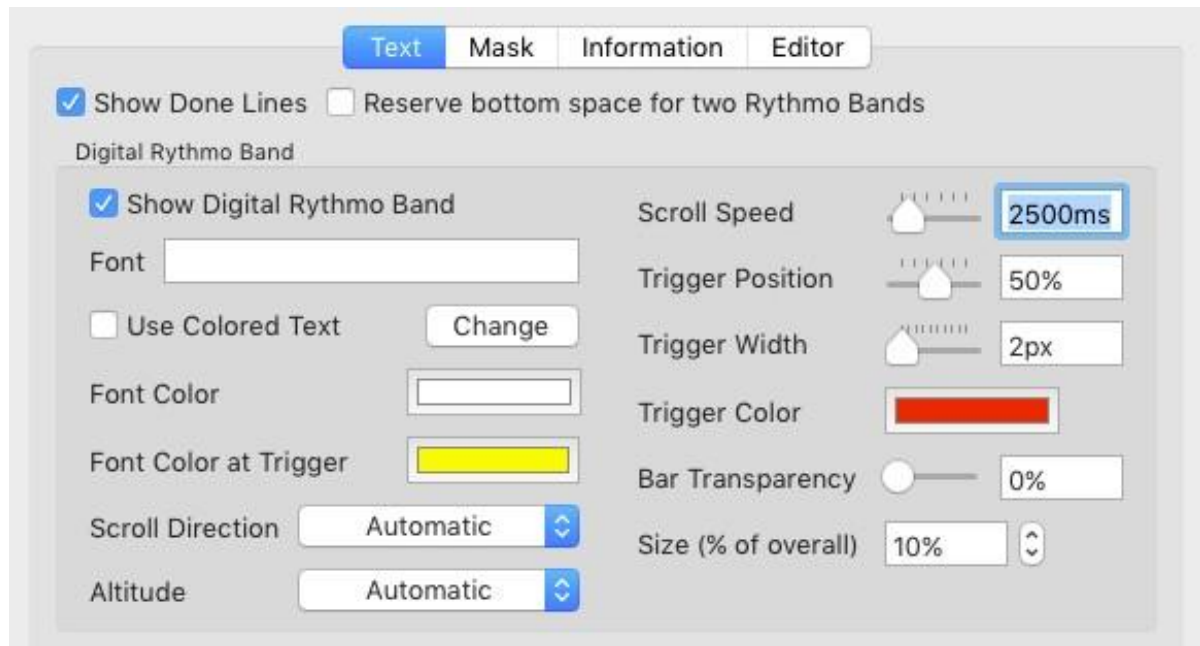 Text Mask Information Editor
Show Done Lines Reserve bottom space for two Rythmo Bands
Digital Rythmo Band
Show Digital Rythmo Band
Font
Use Colored Text Change
Font Color
Font Color at Trigger
Scroll Direction Automatic
Altitude Automatic
Scroll Speed 2500ms
Trigger Position 50%
Trigger Width 2px
Trigger Color
Bar Transparency 0%
Size (% of overall) 10%